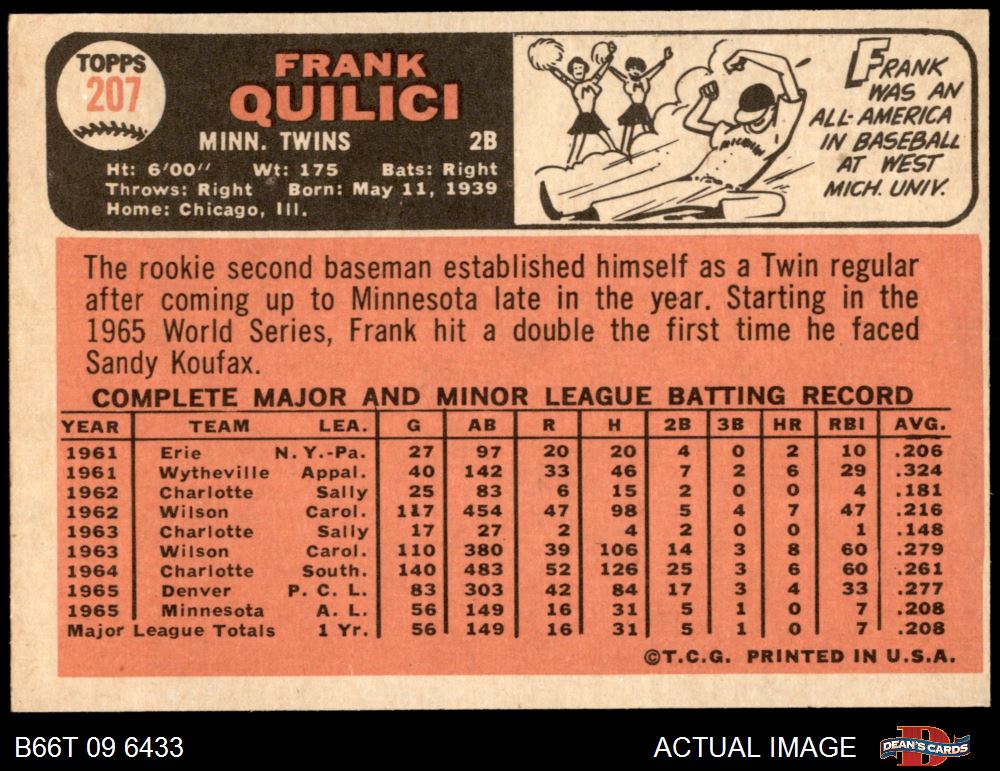 TOPPS
207
FRANK
QUILICI
MINN. TWINS 2B
Ht: 6'00" Wt: 175 Bats: Right
Throws: Right Born: May 11, 1939
Home: Chicago, Ill.
FRANK
WAS AN
ALL-AMERICA
IN BASEBALL
AT WEST
MICH. UNIV.
The rookie second baseman established himself as a Twin regular
after coming up to Minnesota late in the year. Starting in the
1965 World Series, Frank hit a double the first time he faced
Sandy Koufax.
COMPLETE MAJOR AND MINOR LEAGUE BATTING RECORD
YEAR TEAM LEA. G AB R H 2B 3B HR RBI AVG.
1961 Erie N.Y.-Pa. 27 97 20 20 4 0 2 10 .206
1961 Wytheville Appal. 40 142 33 46 7 2 6 29 .324
1962 Charlotte Sally 25 83 6 15 2 0 0 4 .181
1962 Wilson Carol. 117 454 47 98 5 4 7 47 .216
1963 Charlotte Sally 17 27 2 4 2 0 0 1 .148
1963 Wilson Carol. 110 380 39 106 14 3 8 60 .279
1964 Charlotte South. 140 483 52 126 25 3 6 60 .261
1965 Denver P. C. L. 83 303 42 84 17 3 4 33 .277
1965 Minnesota A. L. 56 149 16 31 5 1 0 7 .208
Major League Totals 1 Yr. 56 149 16 31 5 1 0 7 .208
©T.C.G. PRINTED IN U.S.A.
B66T 09 6433 ACTUAL IMAGE DEAN'S CARDS